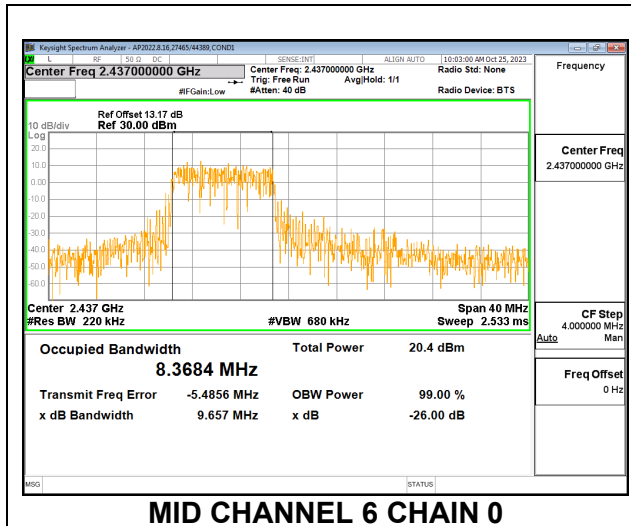 Keysight Spectrum Analyzer - AP2022.8.16,27465/44389,COND1
L RF 50 Ω DC SENSE:INT ALIGN AUTO 10:03:00 AM Oct 25, 2023
Center Freq 2.437000000 GHz Center Freq: 2.437000000 GHz Radio Std: None Frequency
Trig: Free Run Avg|Hold: 1/1
#IFGain:Low #Atten: 40 dB Radio Device: BTS
Ref Offset 13.17 dB
10 dB/div Ref 30.00 dBm
Log
20.0
10.0
0.00
-10.0
-20.0
-30.0
-40.0
-50.0
-60.0
Center 2.437 GHz Span 40 MHz
#Res BW 220 kHz #VBW 680 kHz Sweep 2.533 ms
Occupied Bandwidth Total Power 20.4 dBm
8.3684 MHz
Transmit Freq Error -5.4856 MHz OBW Power 99.00 %
x dB Bandwidth 9.657 MHz x dB -26.00 dB
Center Freq
2.437000000 GHz
CF Step
4.000000 MHz
Auto Man
Freq Offset
0 Hz
MSG STATUS
MID CHANNEL 6 CHAIN 0